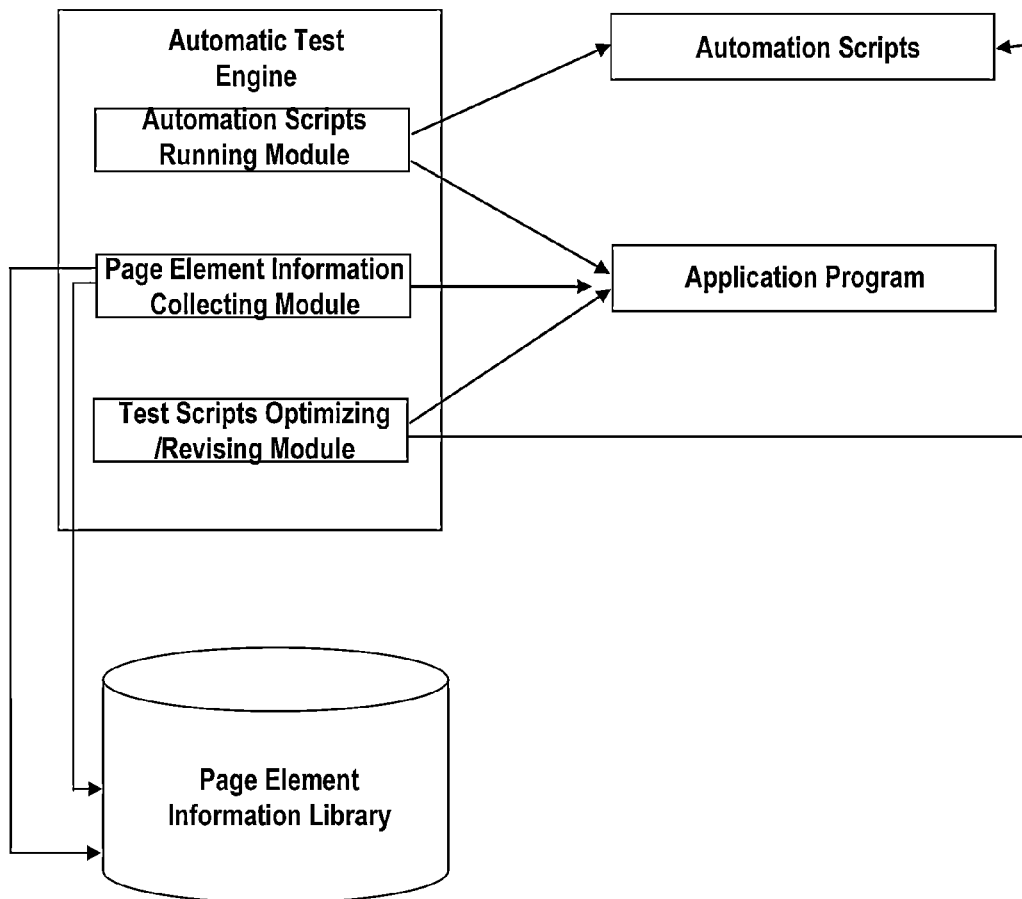 Automatic Test
Engine
Automation Scripts
Running Module
Page Element Information
Collecting Module
Test Scripts Optimizing
/Revising Module
Automation Scripts
Application Program
Page Element
Information Library